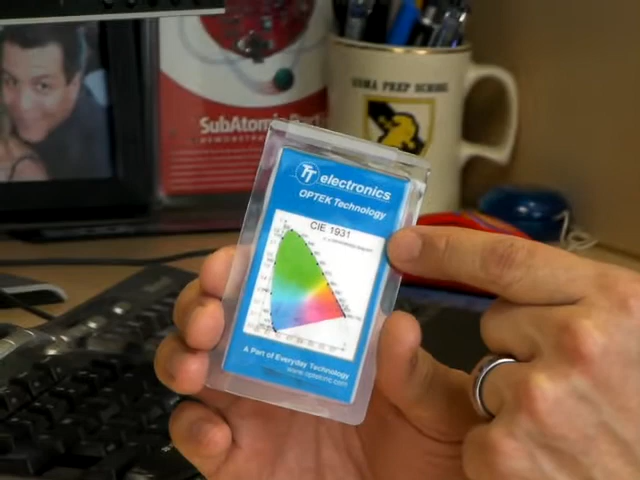 USMA PREP SCHOOL
SubAtomic
TT electronics
OPTEK Technology
CIE 1931
A Part of Everyday Technology
www.optekinc.com